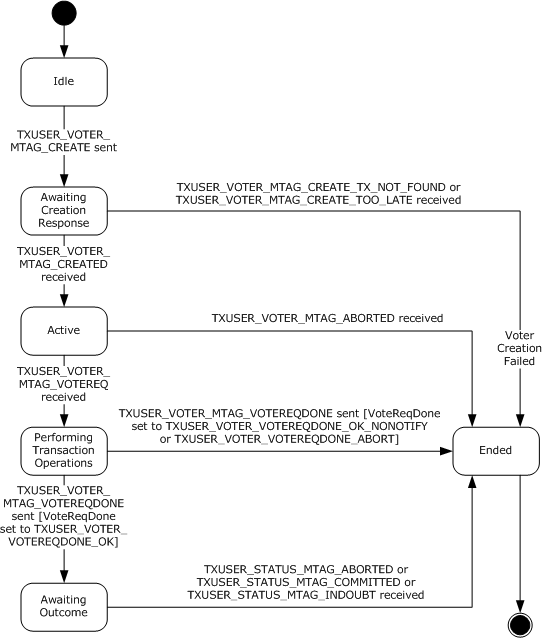 Idle
TXUSER_VOTER_
MTAG_CREATE sent
Awaiting
Creation
Response
TXUSER_VOTER_MTAG_CREATE_TX_NOT_FOUND or
TXUSER_VOTER_MTAG_CREATE_TOO_LATE received
TXUSER_VOTER_
MTAG_CREATED
received
Active
TXUSER_VOTER_MTAG_ABORTED received
Voter
Creation
Failed
TXUSER_VOTER_
MTAG_VOTEREQ
received
Performing
Transaction
Operations
TXUSER_VOTER_MTAG_VOTEREQDONE sent [VoteReqDone
set to TXUSER_VOTER_VOTEREQDONE_OK_NONOTIFY
or TXUSER_VOTER_VOTEREQDONE_ABORT]
Ended
TXUSER_VOTER_
MTAG_VOTEREQDONE
sent [VoteReqDone
set to TXUSER_VOTER_
VOTEREQDONE_OK]
Awaiting
Outcome
TXUSER_STATUS_MTAG_ABORTED or
TXUSER_STATUS_MTAG_COMMITTED or
TXUSER_STATUS_MTAG_INDOUBT received